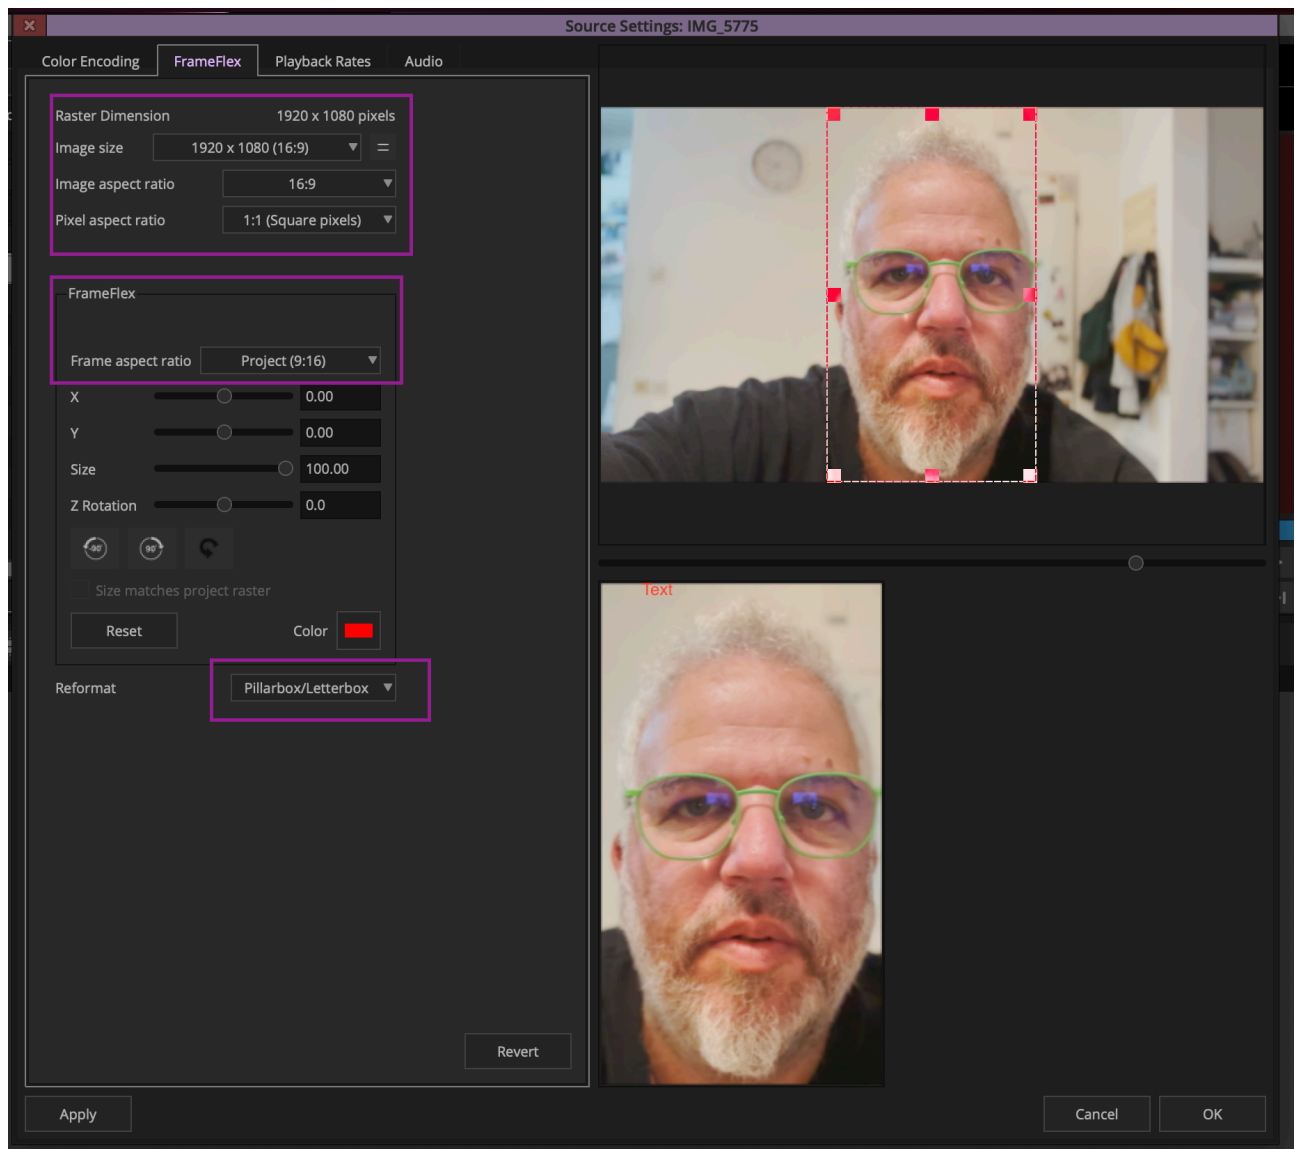 Source Settings: IMG_5775
Color Encoding FrameFlex Playback Rates Audio
Raster Dimension 1920 x 1080 pixels
Image size 1920 x 1080 (16:9) =
Image aspect ratio 16:9
Pixel aspect ratio 1:1 (Square pixels)
FrameFlex
Frame aspect ratio Project (9:16)
X 0.00
Y 0.00
Size 100.00
Z Rotation 0.0
-90° 90°
Size matches project raster
Reset Color
Reformat Pillarbox/Letterbox
Revert
Apply
Text
Cancel OK